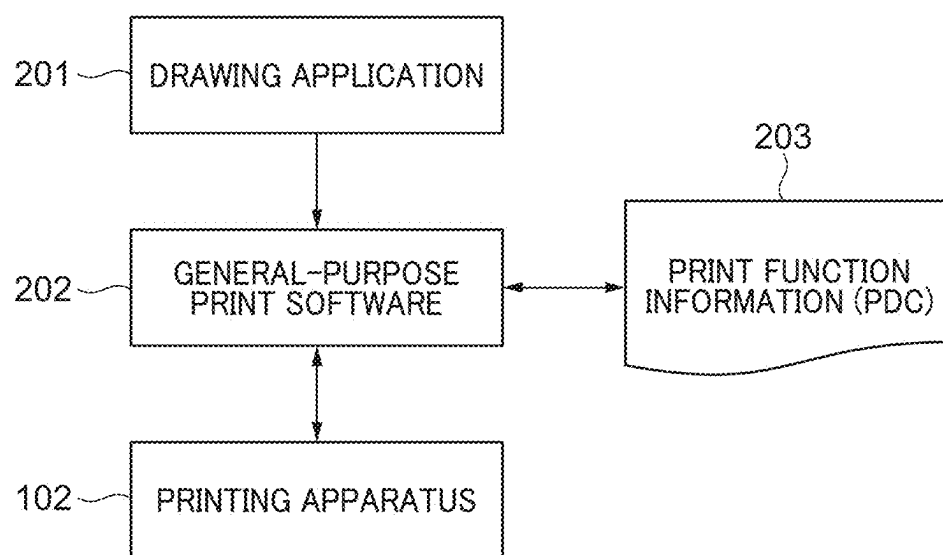 201
DRAWING APPLICATION
203
202
GENERAL-PURPOSE
PRINT SOFTWARE
PRINT FUNCTION
INFORMATION (PDC)
102
PRINTING APPARATUS